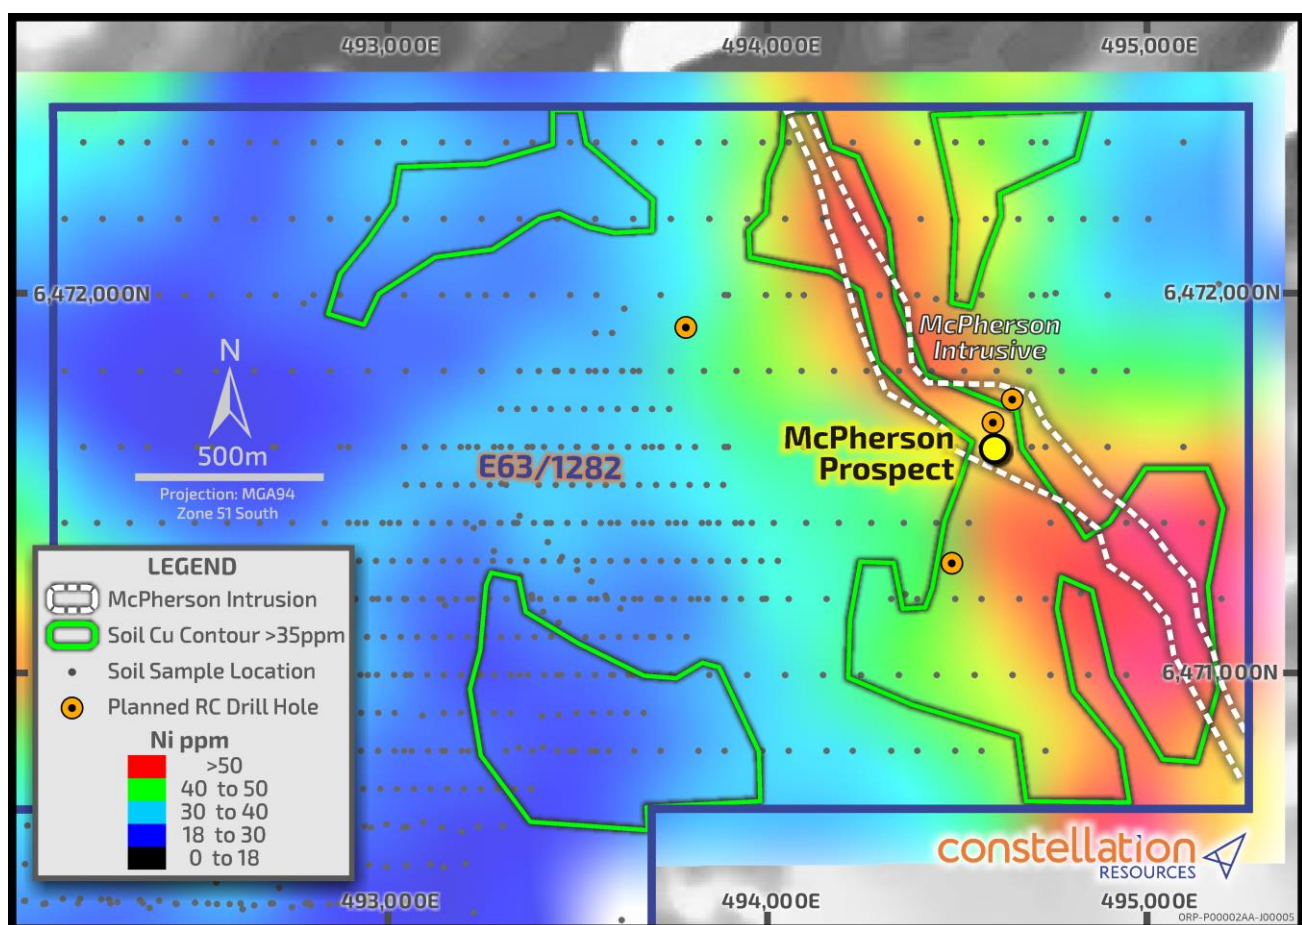 493,000E
494,000E
495,000E
6,472,000N
6,472,000N
McPherson
Intrusive
N
500m
Projection: MGA94
Zone 51 South
McPherson
Prospect
E63/1282
LEGEND
McPherson Intrusion
Soil Cu Contour >35ppm
Soil Sample Location
Planned RC Drill Hole
Ni ppm
>50
40 to 50
30 to 40
18 to 30
0 to 18
6,471,000N
constellation
RESOURCES
493,000E
494,000E
495,000E
ORP-P00002AA-J00005